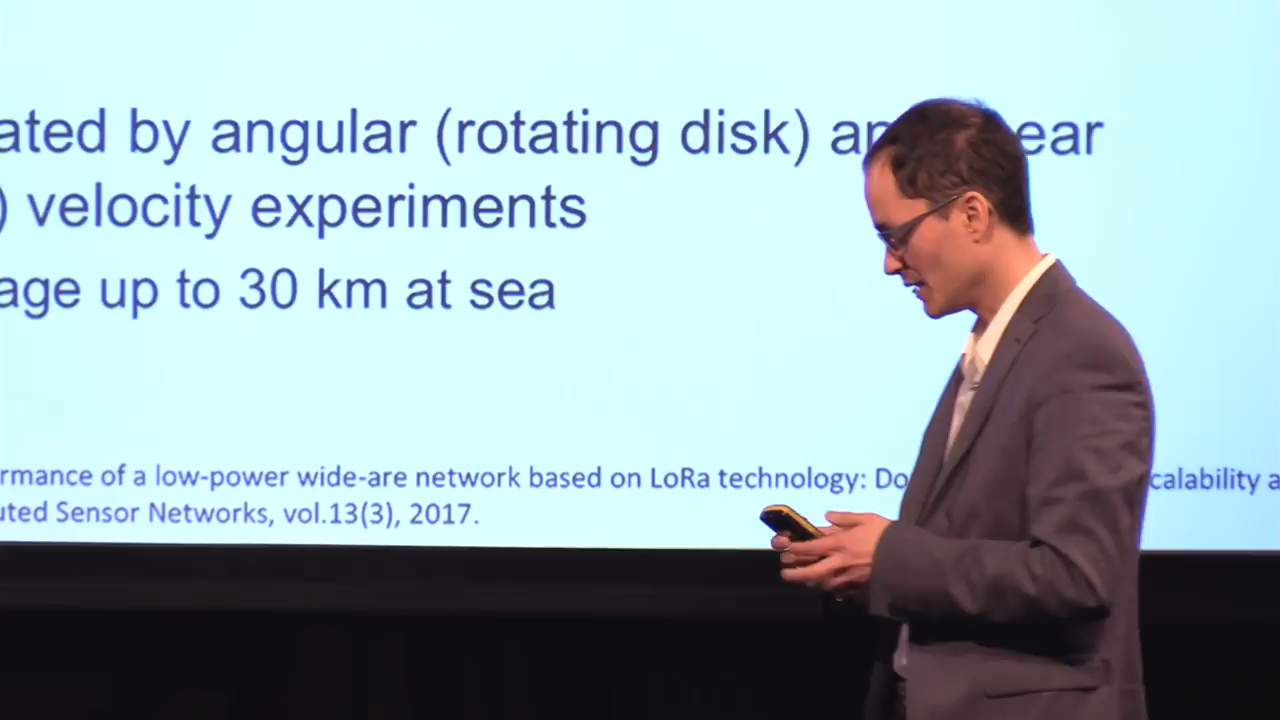 ated by angular (rotating disk) an ear
) velocity experiments
age up to 30 km at sea
rmance of a low-power wide-are network based on LoRa technology: Do calability a
uted Sensor Networks, vol.13(3), 2017.